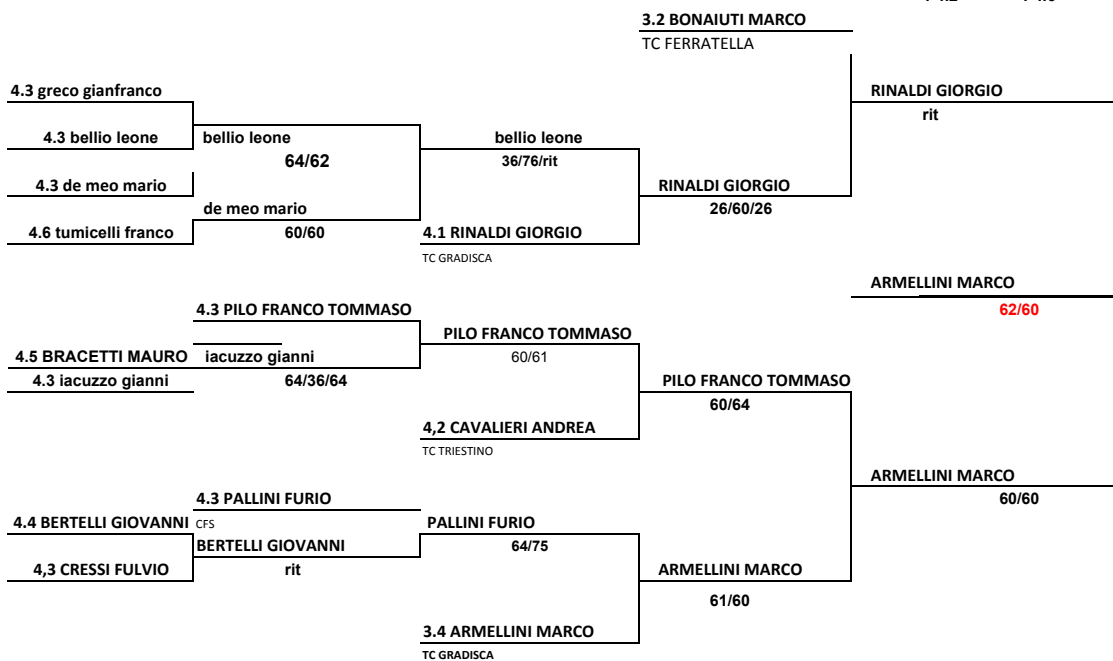 3.2 BONAIUTI MARCO
TC FERRATELLA
4.3 greco gianfranco
RINALDI GIORGIO
rit
4.3 bellio leone
bellio leone
bellio leone
64/62
36/76/rit
4.3 de meo mario
RINALDI GIORGIO
de meo mario
26/60/26
4.6 tumicelli franco
60/60
4.1 RINALDI GIORGIO
TC GRADISCA
ARMELLINI MARCO
4.3 PILO FRANCO TOMMASO
62/60
PILO FRANCO TOMMASO
4.5 BRACETTI MAURO
iacuzzo gianni
60/61
4.3 iacuzzo gianni
64/36/64
PILO FRANCO TOMMASO
60/64
4,2 CAVALIERI ANDREA
TC TRIESTINO
ARMELLINI MARCO
4.3 PALLINI FURIO
60/60
4.4 BERTELLI GIOVANNI
CFS
PALLINI FURIO
BERTELLI GIOVANNI
64/75
4,3 CRESSI FULVIO
rit
ARMELLINI MARCO
61/60
3.4 ARMELLINI MARCO
TC GRADISCA